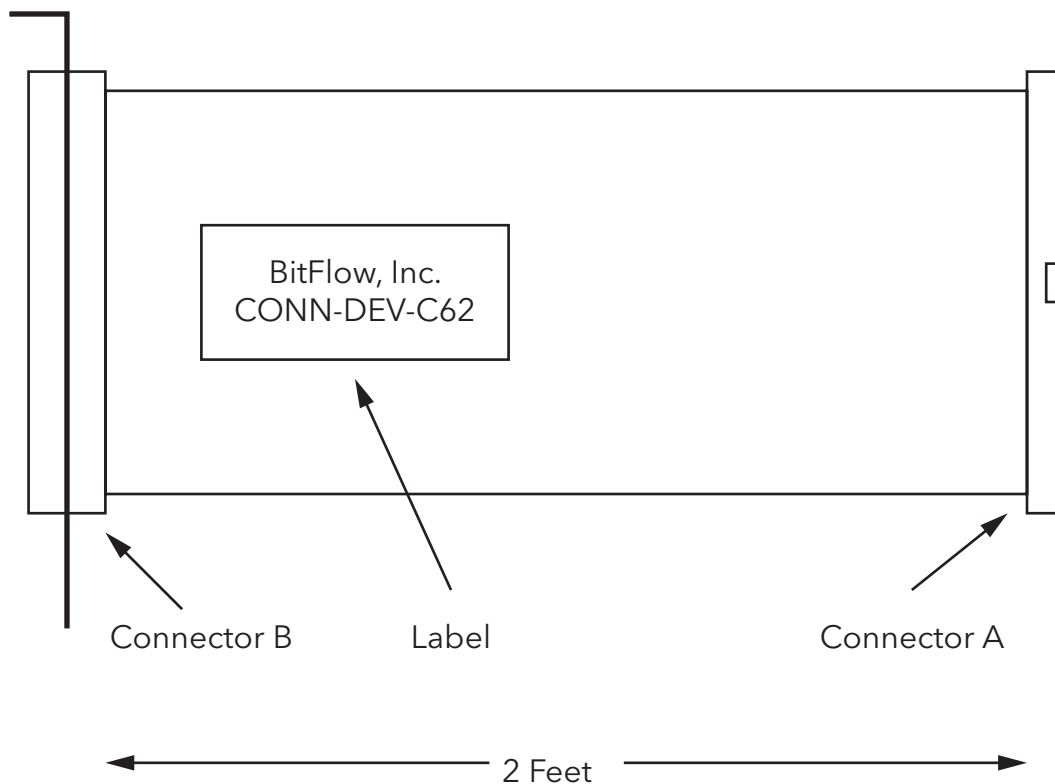 BitFlow, Inc.
CONN-DEV-C62
Connector B
Label
Connector A
2 Feet